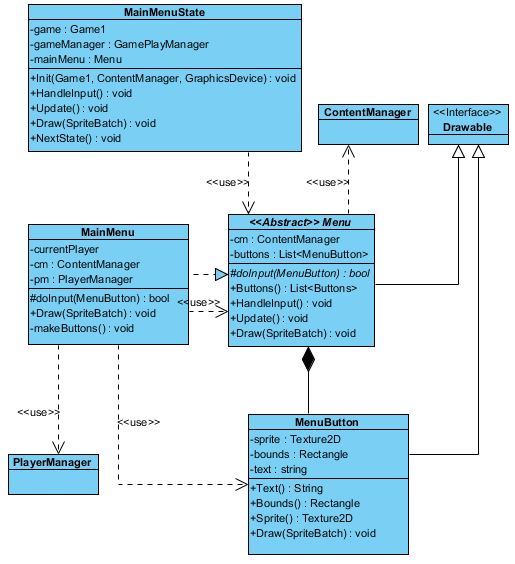 MainMenuState
-game : Game1
-gameManager : GamePlayManager
-mainMenu : Menu
+Init(Game1, ContentManager, GraphicsDevice) : void
+HandleInput() : void
+Update() : void
+Draw(SpriteBatch) : void
+NextState() : void
ContentManager
<<Interface>>
Drawable
<<use>>
<<use>>
MainMenu
-currentPlayer
-cm : ContentManager
-pm : PlayerManager
#doInput(MenuButton) : bool
+Draw(SpriteBatch) : void
-makeButtons() : void
<<use>>
<<Abstract>> Menu
-cm : ContentManager
-buttons : List<MenuButton>
#doInput(MenuButton) : bool
+Buttons() : List<Buttons>
+HandleInput() : void
+Update() : void
+Draw(SpriteBatch) : void
<<use>>
<<use>>
PlayerManager
MenuButton
-sprite : Texture2D
-bounds : Rectangle
-text : string
+Text() : String
+Bounds() : Rectangle
+Sprite() : Texture2D
+Draw(SpriteBatch) : void